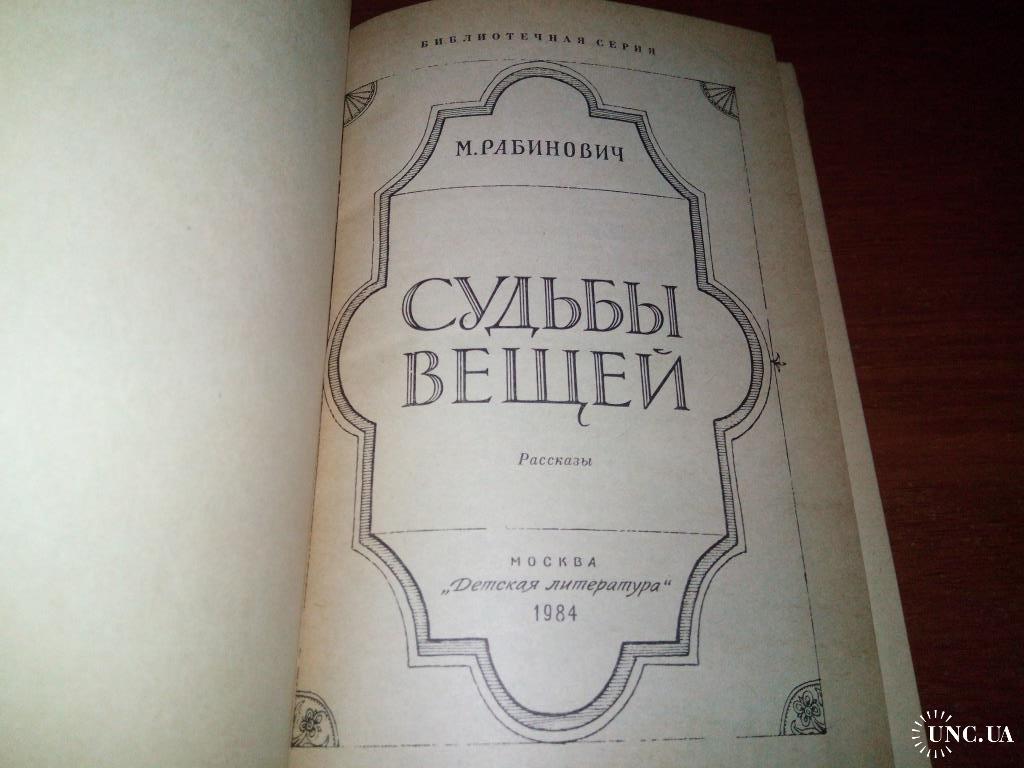 БИБЛИОТЕЧНАЯ СЕРИЯ
М. РАБИНОВИЧ
СУДЬБЫ
ВЕЩЕЙ
Рассказы
МОСКВА
„Детская литература“
1984
UNC.UA